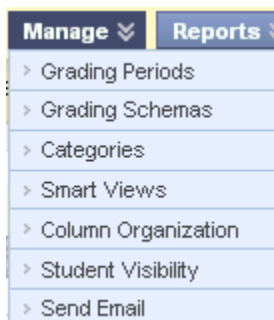 Manage Reports
Grading Periods
Grading Schemas
Categories
Smart Views
Column Organization
Student Visibility
Send Email